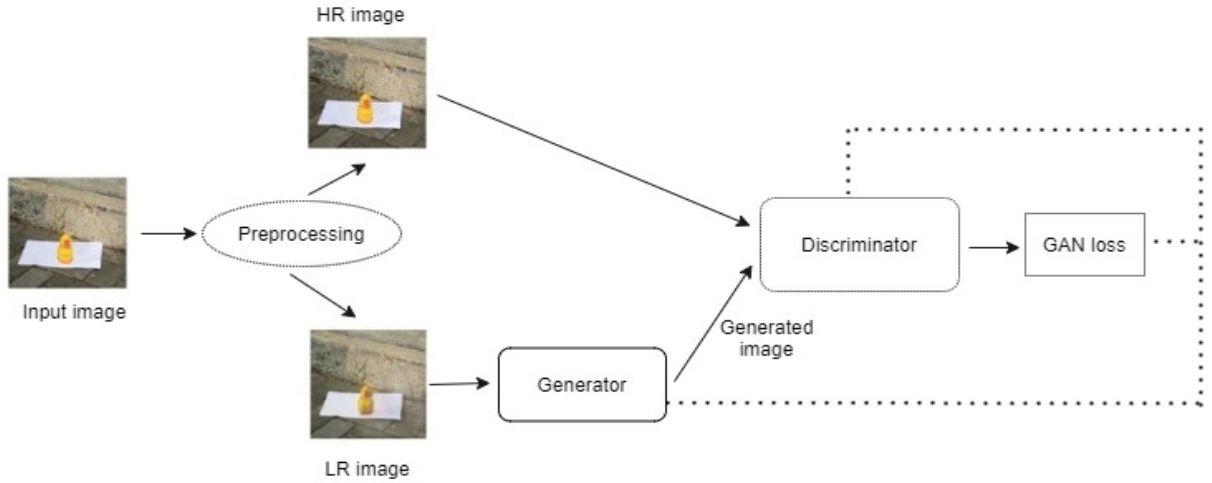 HR image
Input image
Preprocessing
LR image
Generator
Generated
image
Discriminator
GAN loss